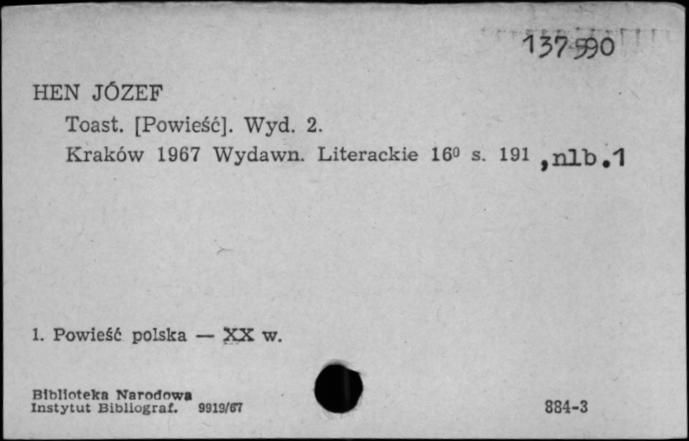 137990
HEN JÓZEF
Toast. [Powieść]. Wyd. 2.
Kraków 1967 Wydawn. Literackie 16⁰ s. 191 , nlb. 1
1. Powieść polska — XX w.
Biblioteka Narodowa
Instytut Bibliograf. 9919/67
884-3